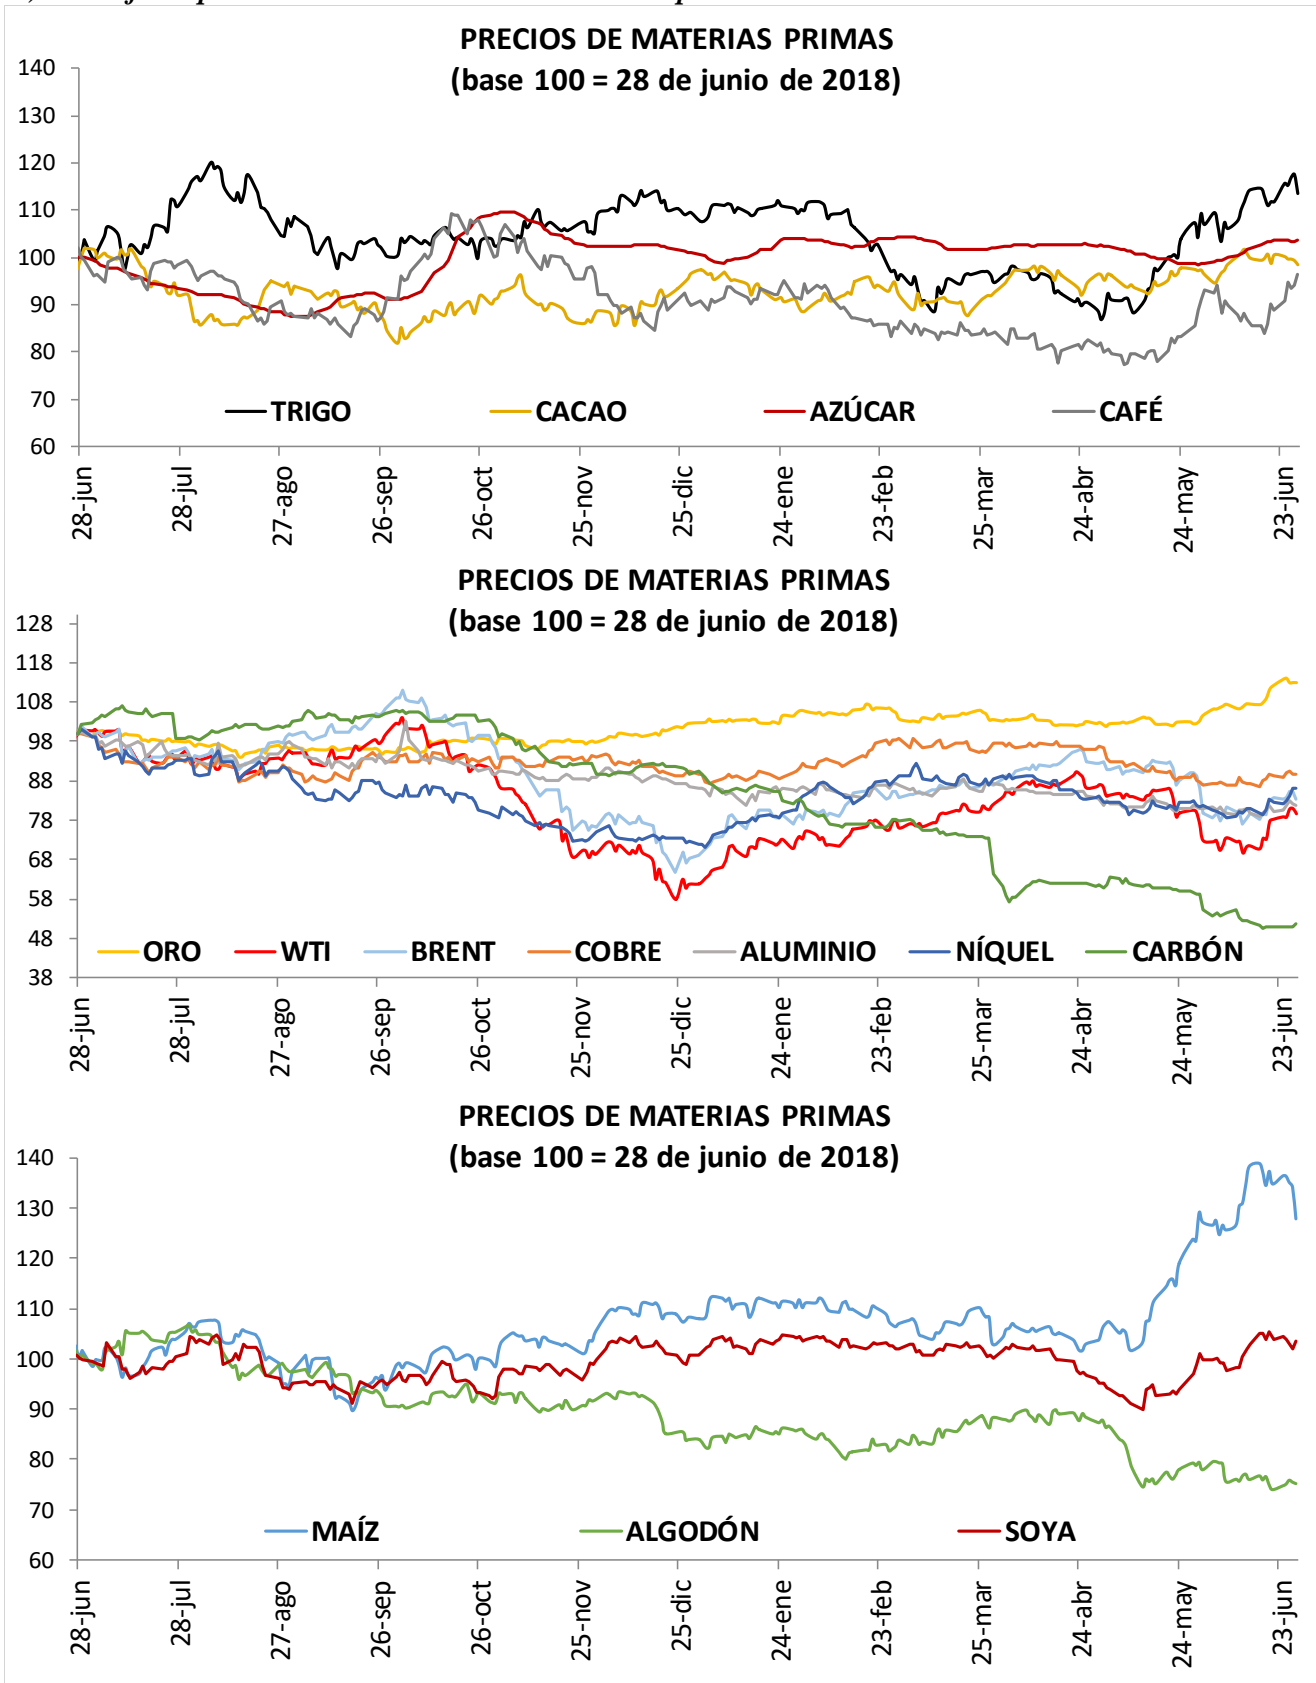 PRECIOS DE MATERIAS PRIMAS
(base 100 = 28 de junio de 2018)
140
130
120
110
100
90
80
70
60
TRIGO CACAO AZÚCAR CAFÉ
28-jun 28-jul 27-ago 26-sep 26-oct 25-nov 25-dic 24-ene 23-feb 25-mar 24-abr 24-may 23-jun
PRECIOS DE MATERIAS PRIMAS
(base 100 = 28 de junio de 2018)
128
118
108
98
88
78
68
58
48
38
ORO WTI BRENT COBRE ALUMINIO NÍQUEL CARBÓN
28-jun 28-jul 27-ago 26-sep 26-oct 25-nov 25-dic 24-ene 23-feb 25-mar 24-abr 24-may 23-jun
PRECIOS DE MATERIAS PRIMAS
(base 100 = 28 de junio de 2018)
140
130
120
110
100
90
80
70
60
MAÍZ ALGODÓN SOYA
28-jun 28-jul 27-ago 26-sep 26-oct 25-nov 25-dic 24-ene 23-feb 25-mar 24-abr 24-may 23-jun